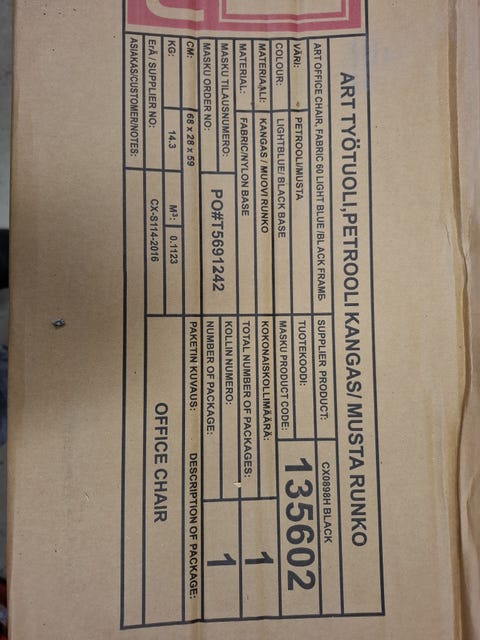 ART TYÖTUOLI,PETROOLI KANGAS/ MUSTA RUNKO
ART OFFICE CHAIR, FABRIC 60 LIGHT BLUE /BLACK FRAME
SUPPLIER PRODUCT:
CX0898H BLACK
VÄRI:
PETROOLI/MUSTA
COLOUR:
LIGHTBLUE/ BLACK BASE
TUOTEKOODI:
MASKU PRODUCT CODE:
135602
MATERIAALI:
KANGAS / MUOVI RUNKO
MATERIAL:
FABRIC/NYLON BASE
KOKONAISKOLLIMÄÄRÄ:
TOTAL NUMBER OF PACKAGES:
1
MASKU TILAUSNUMERO:
MASKU ORDER NO:
PO#T5691242
KOLLIN NUMERO:
NUMBER OF PACKAGE:
1
CM:
68 x 28 x 59
PAKETIN KUVAUS:
DESCRIPTION OF PACKAGE:
KG:
14.3
M³:
0.1123
OFFICE CHAIR
ErÄ / SUPPLIER NO:
CX-S114-2016
ASIAKAS/CUSTOMER/NOTES: